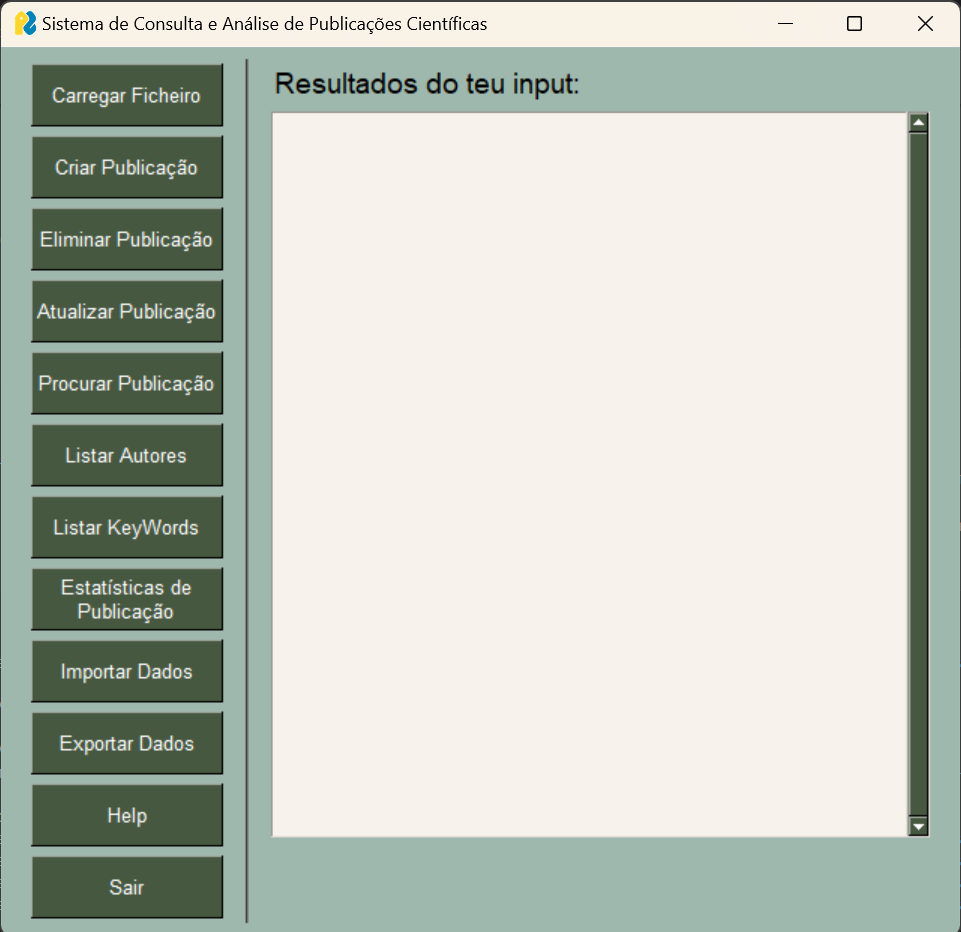 Sistema de Consulta e Análise de Publicações Científicas
Carregar Ficheiro
Criar Publicação
Eliminar Publicação
Atualizar Publicação
Procurar Publicação
Listar Autores
Listar KeyWords
Estatísticas de
Publicação
Importar Dados
Exportar Dados
Help
Sair
Resultados do teu input: